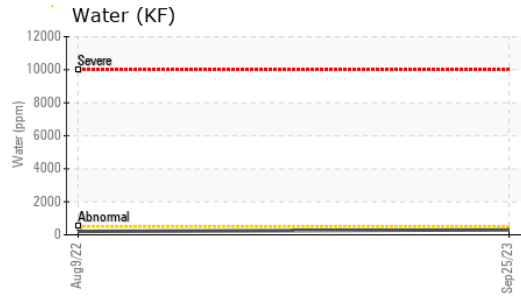 Water (KF)
12000
Severe
10000
8000
6000
Water (ppm)
4000
2000
Abnormal
0
Aug9/22
Sep25/23